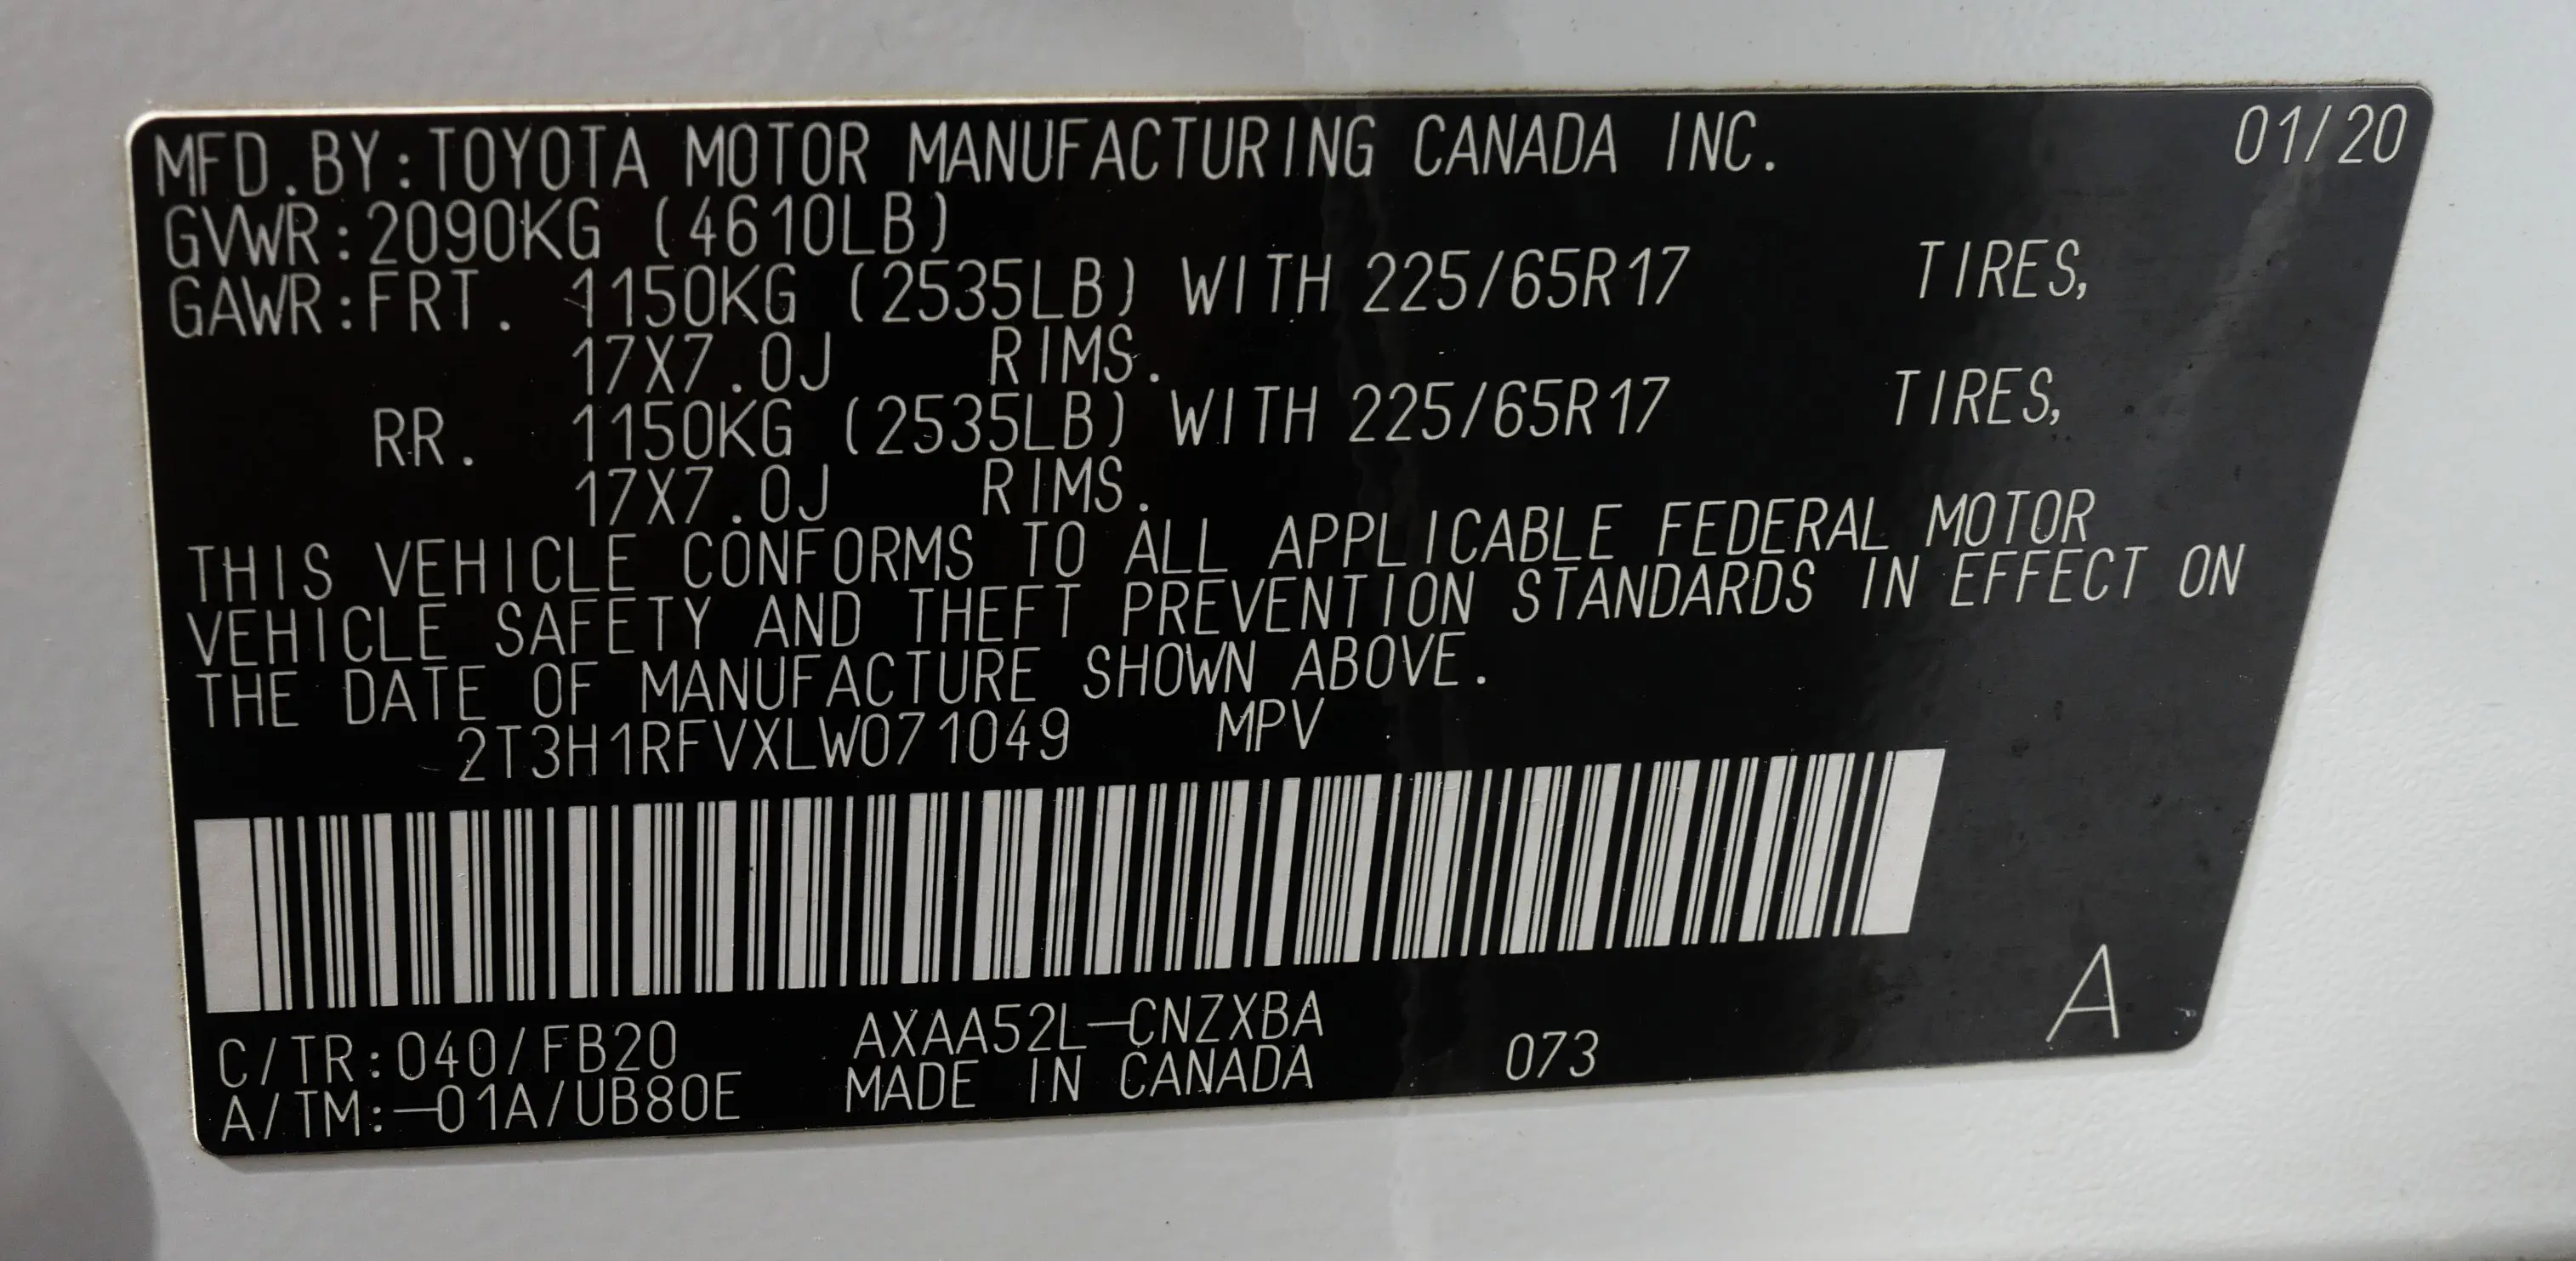 MFD.BY:TOYOTA MOTOR MANUFACTURING CANADA INC. 01/20
GVWR:2090KG (4610LB)
GAWR:FRT. 1150KG (2535LB) WITH 225/65R17 TIRES,
17X7.0J RIMS.
RR. 1150KG (2535LB) WITH 225/65R17 TIRES,
17X7.0J RIMS.
THIS VEHICLE CONFORMS TO ALL APPLICABLE FEDERAL MOTOR
VEHICLE SAFETY AND THEFT PREVENTION STANDARDS IN EFFECT ON
THE DATE OF MANUFACTURE SHOWN ABOVE.
2T3H1RFVXLW071049 MPV
C/TR:040/FB20 AXAA52L-CNZXBA A
A/TM:-01A/UB80E MADE IN CANADA 073